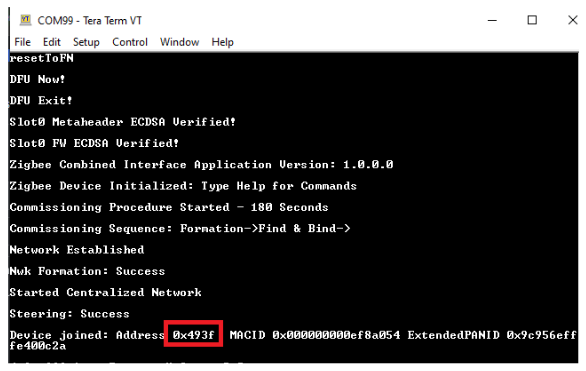 COM99 - Tera Term VT
File Edit Setup Control Window Help
resetToFN
DFU Now!
DFU Exit!
Slot0 Metaheader ECDSA Verified!
Slot0 FW ECDSA Verified!
Zigbee Combined Interface Application Version: 1.0.0.0
Zigbee Device Initialized: Type Help for Commands
Commissioning Procedure Started - 180 Seconds
Commissioning Sequence: Formation->Find & Bind->
Network Established
Nwk Formation: Success
Started Centralized Network
Steering: Success
Device joined: Address 0x493f MACID 0x000000000ef8a054 ExtendedPANID 0x9c956eff
fe400c2a